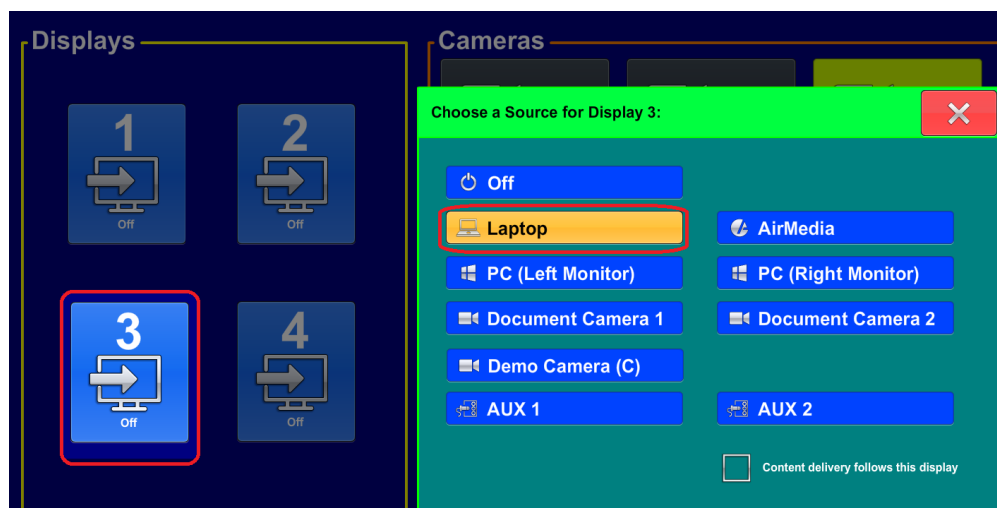 Displays
Cameras
1
Off
2
Off
3
Off
4
Off
Choose a Source for Display 3:
Off
Laptop
AirMedia
PC (Left Monitor)
PC (Right Monitor)
Document Camera 1
Document Camera 2
Demo Camera (C)
AUX 1
AUX 2
Content delivery follows this display